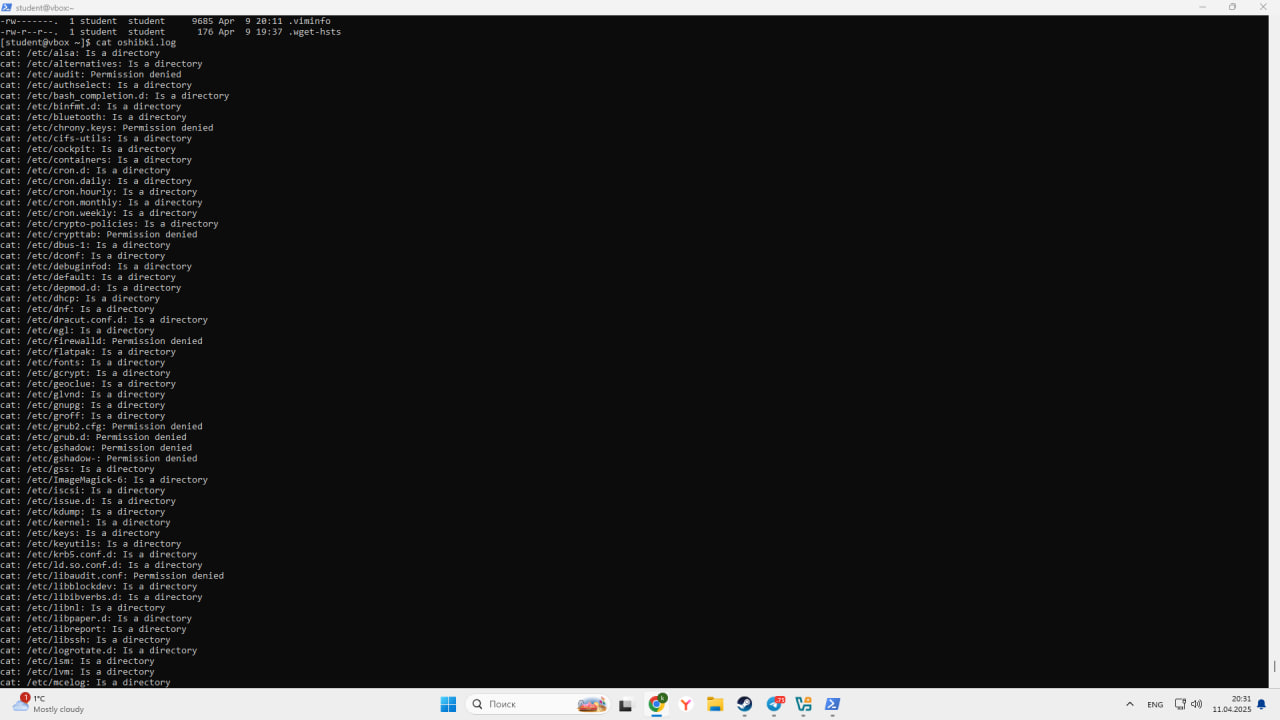 student@vbox:~
-rw-------. 1 student  student     9685 Apr  9 20:11 .viminfo
-rw-r--r--. 1 student  student      176 Apr  9 19:37 .wget-hsts
[student@vbox ~]$ cat oshibki.log
cat: /etc/alsa: Is a directory
cat: /etc/alternatives: Is a directory
cat: /etc/audit: Permission denied
cat: /etc/authselect: Is a directory
cat: /etc/bash_completion.d: Is a directory
cat: /etc/binfmt.d: Is a directory
cat: /etc/bluetooth: Is a directory
cat: /etc/chrony.keys: Permission denied
cat: /etc/cifs-utils: Is a directory
cat: /etc/cockpit: Is a directory
cat: /etc/containers: Is a directory
cat: /etc/cron.d: Is a directory
cat: /etc/cron.daily: Is a directory
cat: /etc/cron.hourly: Is a directory
cat: /etc/cron.monthly: Is a directory
cat: /etc/cron.weekly: Is a directory
cat: /etc/crypto-policies: Is a directory
cat: /etc/crypttab: Permission denied
cat: /etc/dbus-1: Is a directory
cat: /etc/dconf: Is a directory
cat: /etc/debuginfod: Is a directory
cat: /etc/default: Is a directory
cat: /etc/depmod.d: Is a directory
cat: /etc/dhcp: Is a directory
cat: /etc/dnf: Is a directory
cat: /etc/dracut.conf.d: Is a directory
cat: /etc/egl: Is a directory
cat: /etc/firewalld: Permission denied
cat: /etc/flatpak: Is a directory
cat: /etc/fonts: Is a directory
cat: /etc/gcrypt: Is a directory
cat: /etc/geoclue: Is a directory
cat: /etc/glvnd: Is a directory
cat: /etc/gnupg: Is a directory
cat: /etc/groff: Is a directory
cat: /etc/grub2.cfg: Permission denied
cat: /etc/grub.d: Permission denied
cat: /etc/gshadow: Permission denied
cat: /etc/gshadow-: Permission denied
cat: /etc/gss: Is a directory
cat: /etc/ImageMagick-6: Is a directory
cat: /etc/iscsi: Is a directory
cat: /etc/issue.d: Is a directory
cat: /etc/kdump: Is a directory
cat: /etc/kernel: Is a directory
cat: /etc/keys: Is a directory
cat: /etc/keyutils: Is a directory
cat: /etc/krb5.conf.d: Is a directory
cat: /etc/ld.so.conf.d: Is a directory
cat: /etc/libaudit.conf: Permission denied
cat: /etc/libblockdev: Is a directory
cat: /etc/libibverbs.d: Is a directory
cat: /etc/libnl: Is a directory
cat: /etc/libpaper.d: Is a directory
cat: /etc/libreport: Is a directory
cat: /etc/libssh: Is a directory
cat: /etc/logrotate.d: Is a directory
cat: /etc/lsm: Is a directory
cat: /etc/lvm: Is a directory
cat: /etc/mcelog: Is a directory
1
1°C
Mostly cloudy
Поиск
k
Y
ENG
20:31
11.04.2025